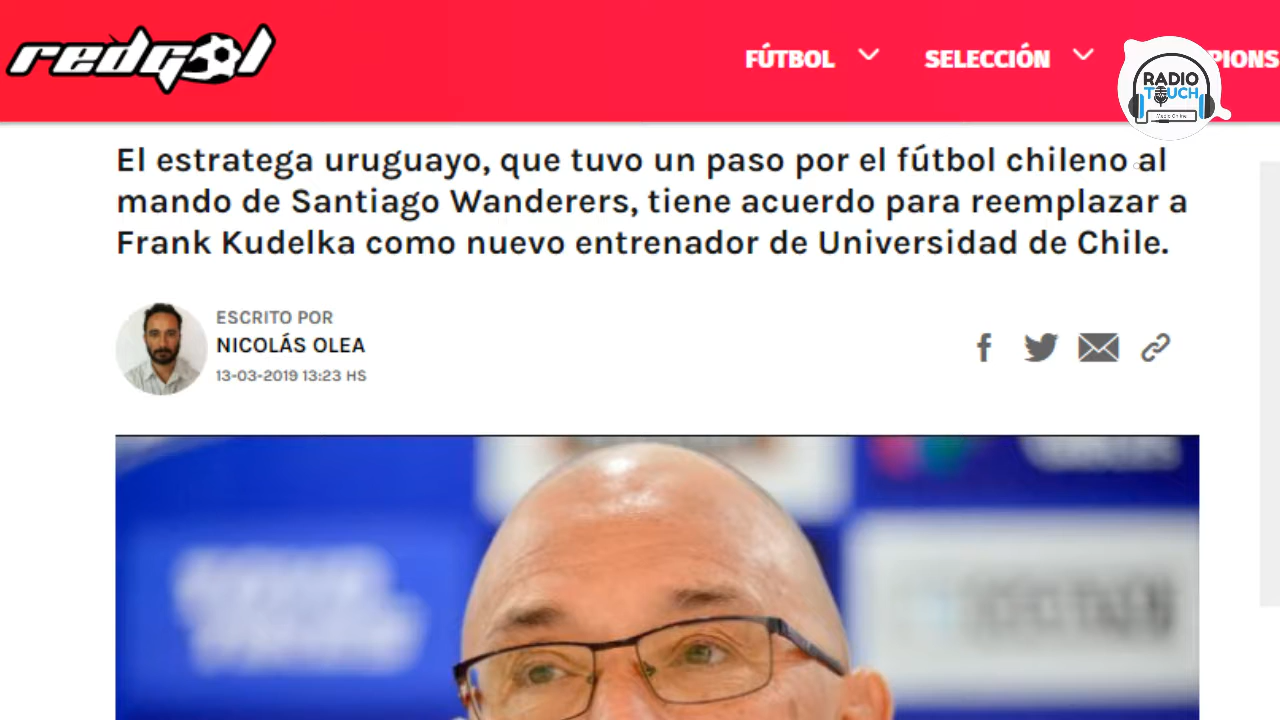 redgol
FÚTBOL
SELECCIÓN
PIONS
RADIO
TOUCH
El estratega uruguayo, que tuvo un paso por el fútbol chileno al
mando de Santiago Wanderers, tiene acuerdo para reemplazar a
Frank Kudelka como nuevo entrenador de Universidad de Chile.
ESCRITO POR
NICOLÁS OLEA
13-03-2019 13:23 HS